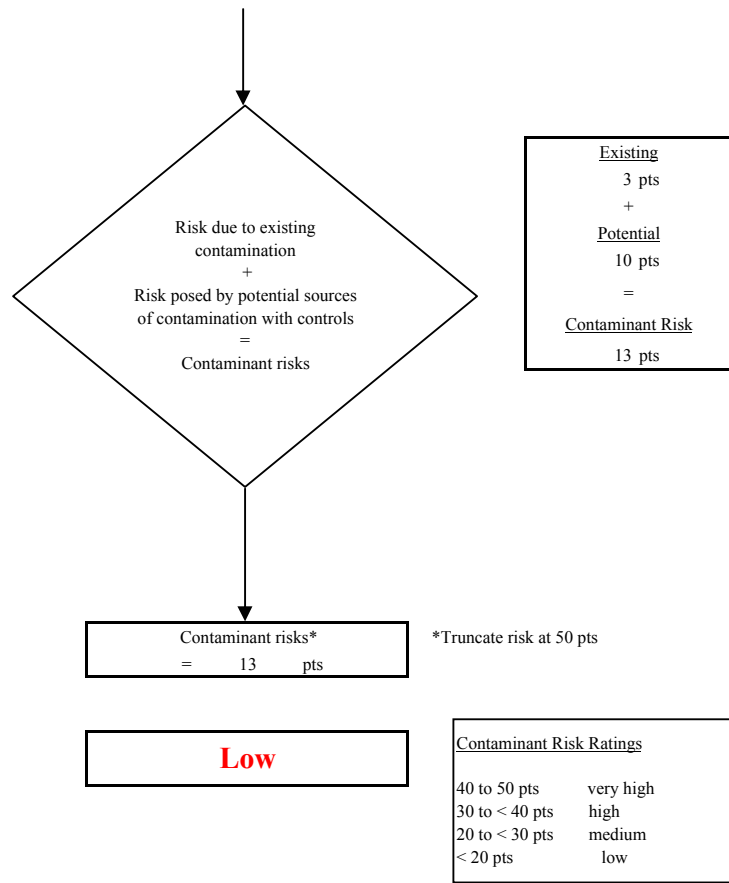 Risk due to existing
contamination
+
Risk posed by potential sources
of contamination with controls
=
Contaminant risks
Existing
3 pts
+
Potential
10 pts
=
Contaminant Risk
13 pts
Contaminant risks*
= 13 pts
*Truncate risk at 50 pts
Low
Contaminant Risk Ratings
40 to 50 pts very high
30 to < 40 pts high
20 to < 30 pts medium
< 20 pts low